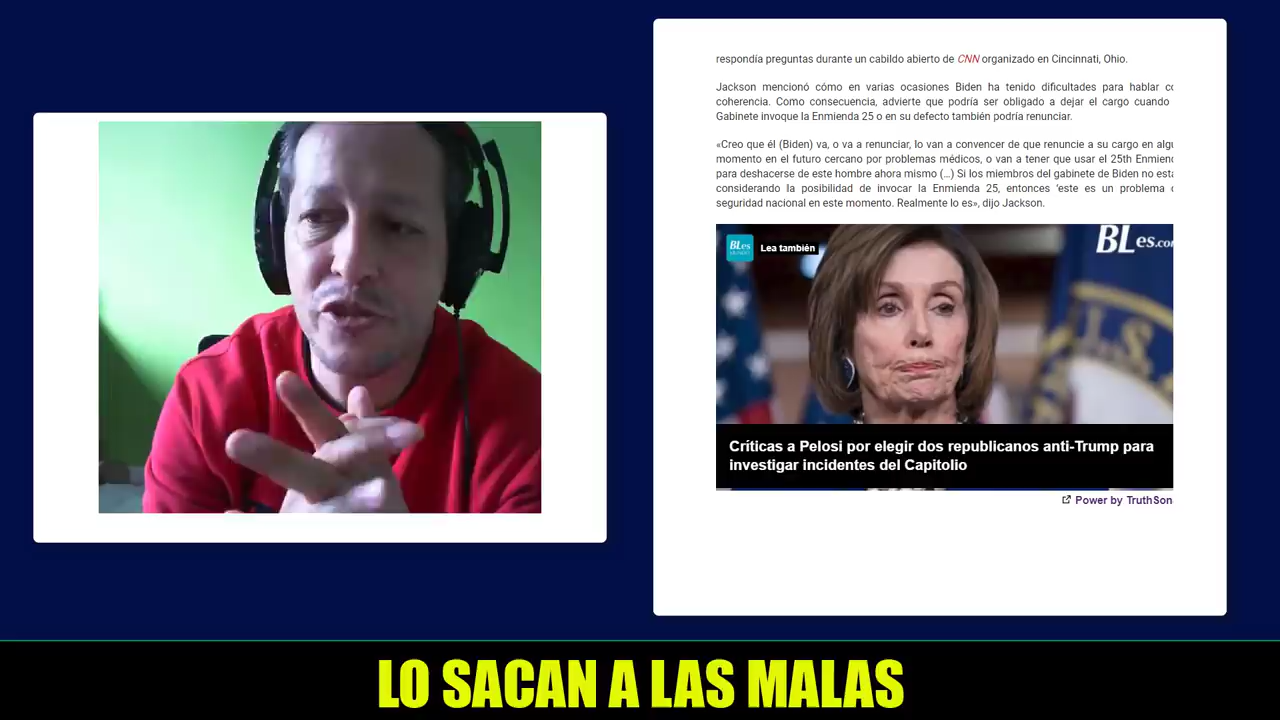 respondía preguntas durante un cabildo abierto de CNN organizado en Cincinnati, Ohio.
Jackson mencionó cómo en varias ocasiones Biden ha tenido dificultades para hablar
coherencia. Como consecuencia, advierte que podría ser obligado a dejar el cargo cuando
Gabinete invoque la Enmienda 25 o en su defecto también podría renunciar.
«Creo que él (Biden) va, o va a renunciar, lo van a convencer de que renuncie a su cargo en
momento en el futuro cercano por problemas médicos, o van a tener que usar el 25th
para deshacerse de este hombre ahora mismo (...) Si los miembros del gabinete de Biden no
considerando la posibilidad de invocar la Enmienda 25, entonces 'este es un problema
seguridad nacional en este momento. Realmente lo es», dijo Jackson.
BLes MUNDO
Lea también
BLes.co
Críticas a Pelosi por elegir dos republicanos anti-Trump para
investigar incidentes del Capitolio
Power by TruthSon
LO SACAN A LAS MALAS